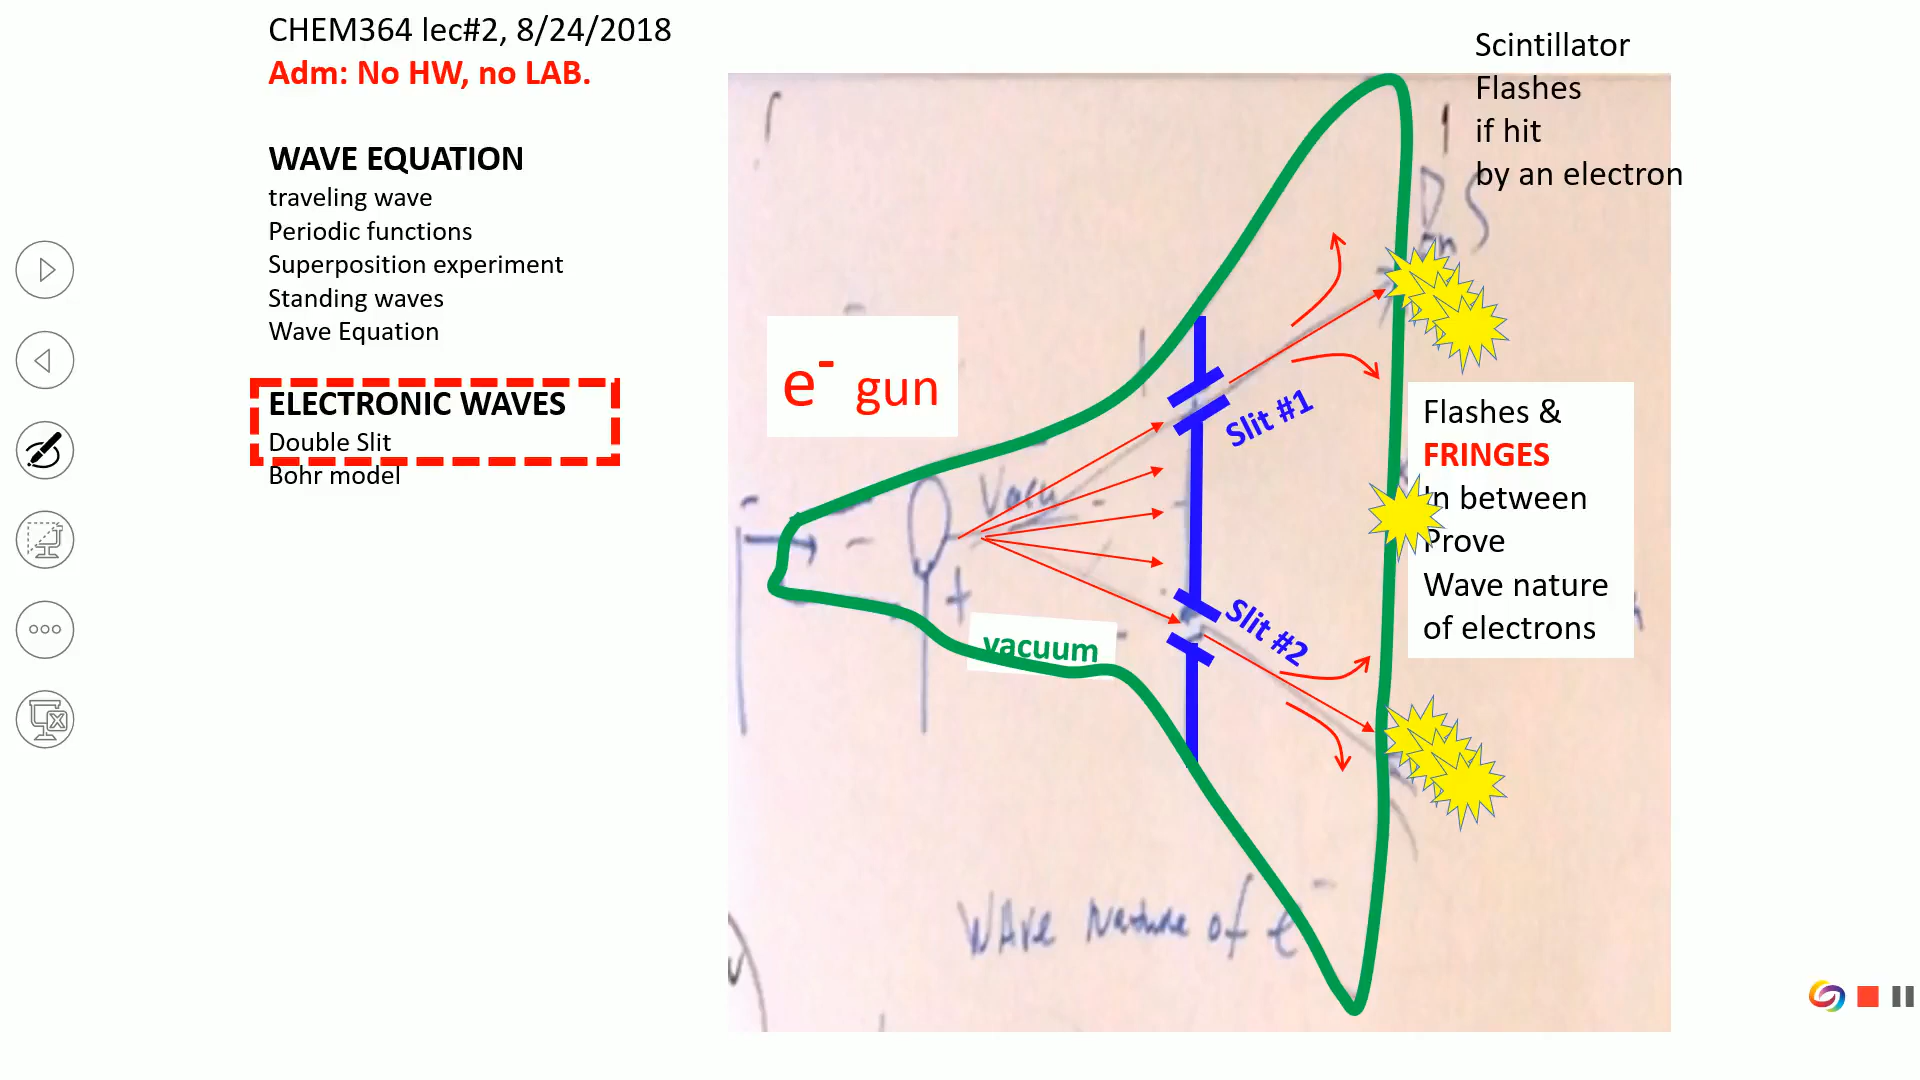 CHEM364 lec#2, 8/24/2018
Adm: No HW, no LAB.
WAVE EQUATION
traveling wave
Periodic functions
Superposition experiment
Standing waves
Wave Equation
ELECTRONIC WAVES
Double Slit
Bohr model
Scintillator
Flashes
if hit
by an electron
e⁻ gun
Slit #1
Vacu
Slit #2
vacuum
Flashes &
FRINGES
In between
Prove
Wave nature
of electrons
WAVE Nature of e⁻